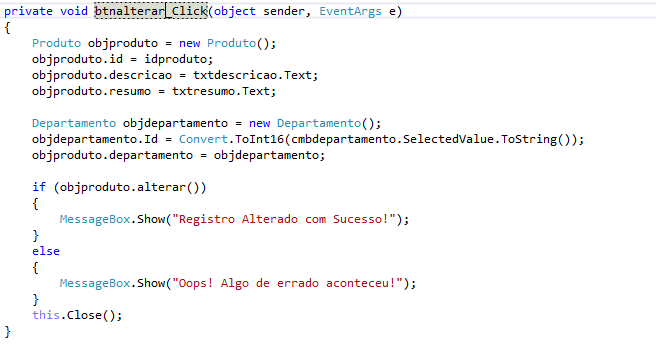 private void btnalterar_Click(object sender, EventArgs e)
{
    Produto objproduto = new Produto();
    objproduto.id = idproduto;
    objproduto.descricao = txtdescricao.Text;
    objproduto.resumo = txtresumo.Text;

    Departamento objdepartamento = new Departamento();
    objdepartamento.Id = Convert.ToInt16(cmbdepartamento.SelectedValue.ToString());
    objproduto.departamento = objdepartamento;

    if (objproduto.alterar())
    {
        MessageBox.Show("Registro Alterado com Sucesso!");
    }
    else
    {
        MessageBox.Show("Oops! Algo de errado aconteceu!");
    }
    this.Close();
}